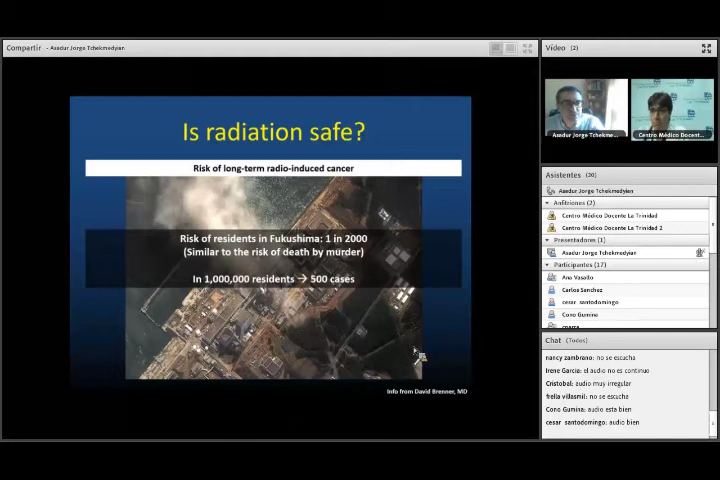 Compartir - Asadur Jorge Tchekmedyian
Is radiation safe?
Risk of long-term radio-induced cancer
Risk of residents in Fukushima: 1 in 2000
(Similar to the risk of death by murder)
In 1,000,000 residents → 500 cases
Info from David Brenner, MD
Vídeo (2)
Asadur Jorge Tchekme...
Centro Médico Docent...
Asistentes (20)
Asadur Jorge Tchekmedyian
Anfitriones (2)
Centro Médico Docente La Trinidad
Centro Médico Docente La Trinidad 2
Presentadores (1)
Asadur Jorge Tchekmedyian
Participantes (17)
Ana Vasallo
Carlos Sanchez
cesar santodomingo
Cono Gumina
Chat (Todos)
nancy zambrano: no se escucha
Irene Garcia: el audio no es continuo
Cristobal: audio muy irregular
frella villasmil: no se escucha
Cono Gumina: audio esta bien
cesar santodomingo: audio bien